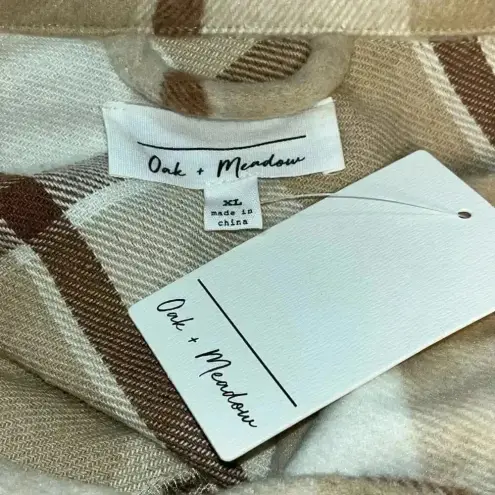 Oak + Meadow
XL
made in
china
Oak + Meadow